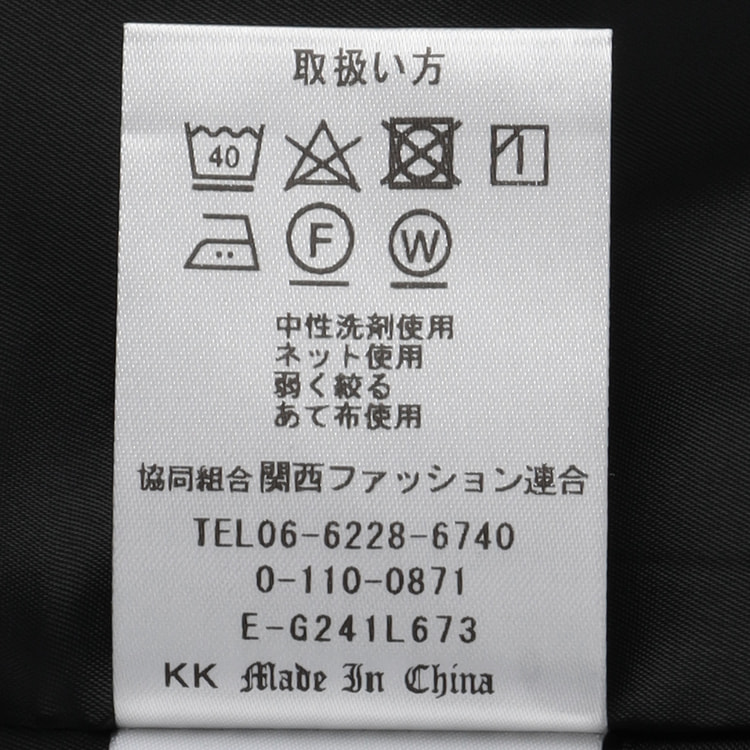 取扱い方
40
F W
中性洗剤使用
ネット使用
弱く絞る
あて布使用
協同組合 関西ファッション連合
TEL06-6228-6740
0-110-0871
E-G241L673
KK Made In China